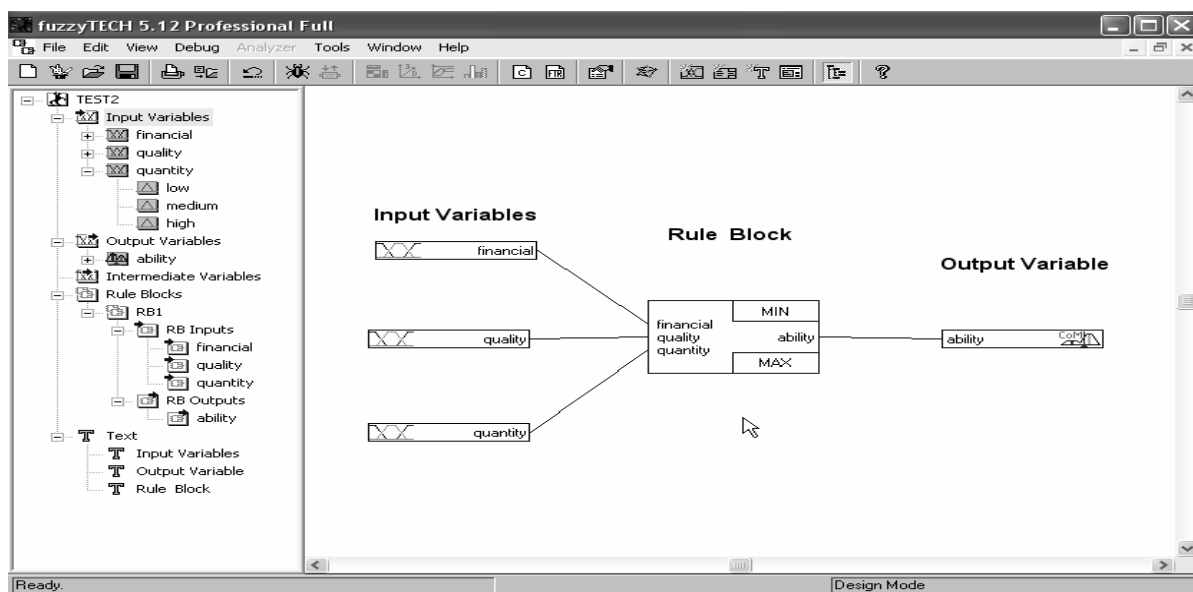 fuzzyTECH 5.12 Professional Full
File Edit View Debug Analyzer Tools Window Help
TEST2
Input Variables
financial
quality
quantity
low
medium
high
Output Variables
ability
Intermediate Variables
Rule Blocks
RB1
RB Inputs
financial
quality
quantity
RB Outputs
ability
Text
Input Variables
Output Variable
Rule Block
Input Variables
financial
quality
quantity
Rule Block
MIN
financial
quality ability
quantity
MAX
Output Variable
ability CoM
Ready. Design Mode